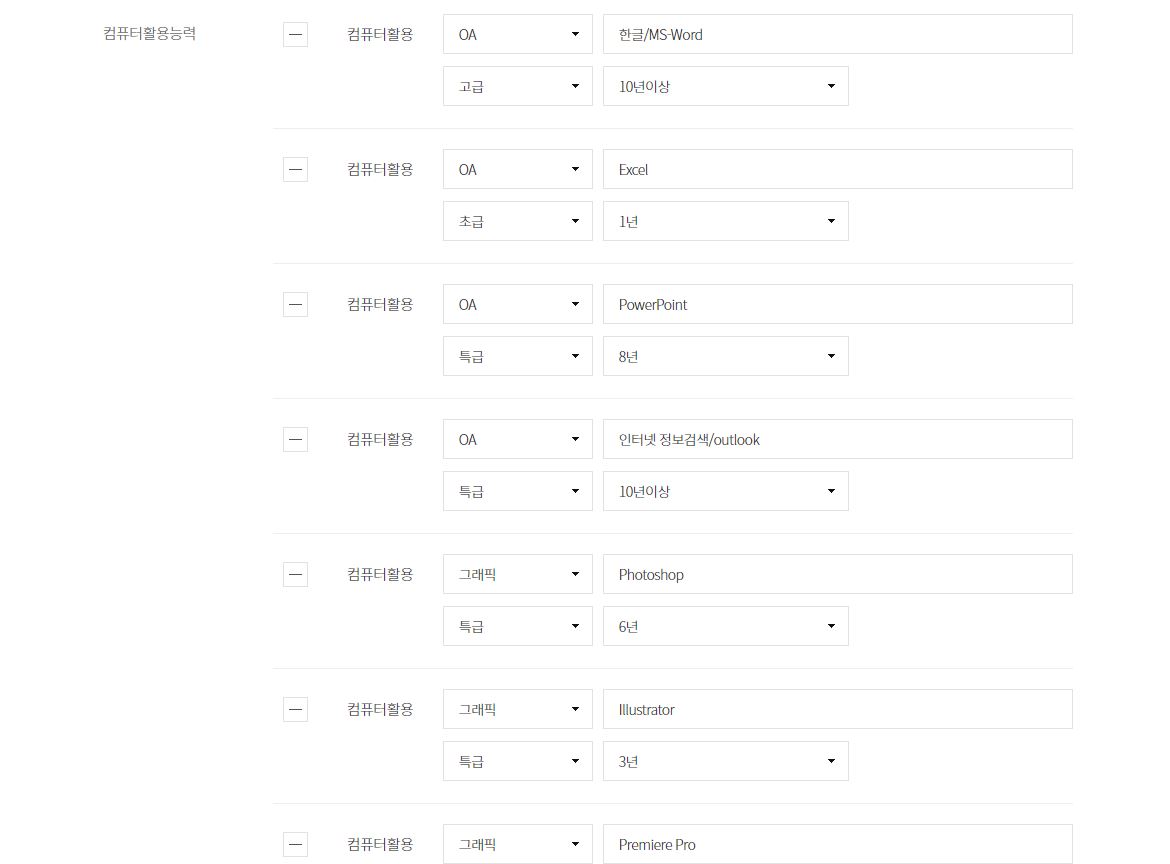 컴퓨터활용능력 컴퓨터활용 OA 한글/MS-Word
고급 10년이상
컴퓨터활용 OA Excel
초급 1년
컴퓨터활용 OA PowerPoint
특급 8년
컴퓨터활용 OA 인터넷 정보검색/outlook
특급 10년이상
컴퓨터활용 그래픽 Photoshop
특급 6년
컴퓨터활용 그래픽 Illustrator
특급 3년
컴퓨터활용 그래픽 Premiere Pro